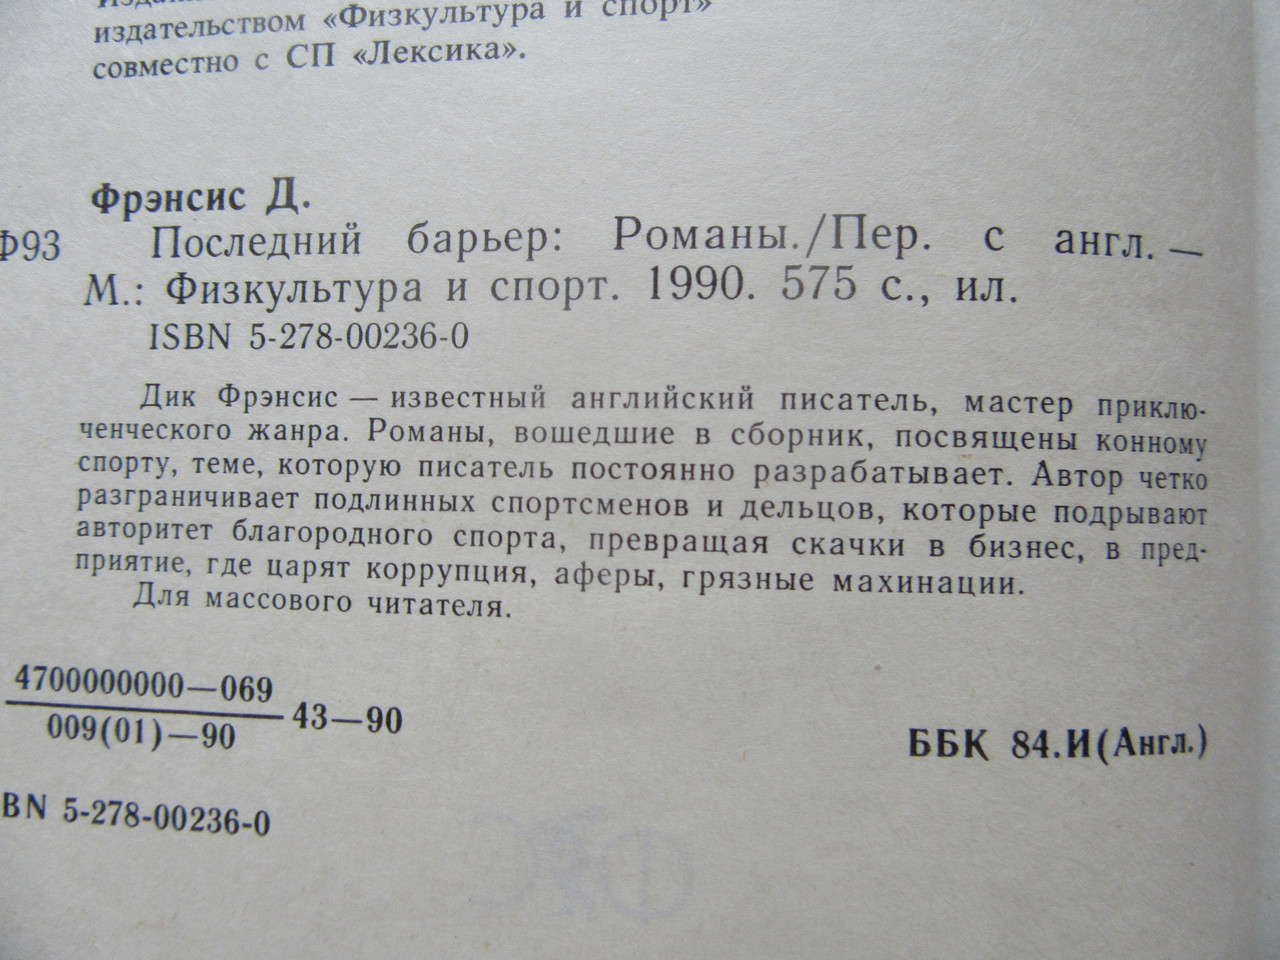 издательством «Физкультура и спорт»
совместно с СП «Лексика».
Фрэнсис Д.
Ф93 Последний барьер: Романы./Пер. с англ. —
М.: Физкультура и спорт. 1990. 575 с., ил.
ISBN 5-278-00236-0
Дик Фрэнсис — известный английский писатель, мастер приклю-
ченческого жанра. Романы, вошедшие в сборник, посвящены конному
спорту, теме, которую писатель постоянно разрабатывает. Автор четко
разграничивает подлинных спортсменов и дельцов, которые подрывают
авторитет благородного спорта, превращая скачки в бизнес, в пред-
приятие, где царят коррупция, аферы, грязные махинации.
Для массового читателя.
4700000000—069
009(01)—90
43—90
ББК 84.И(Англ.)
BN 5-278-00236-0